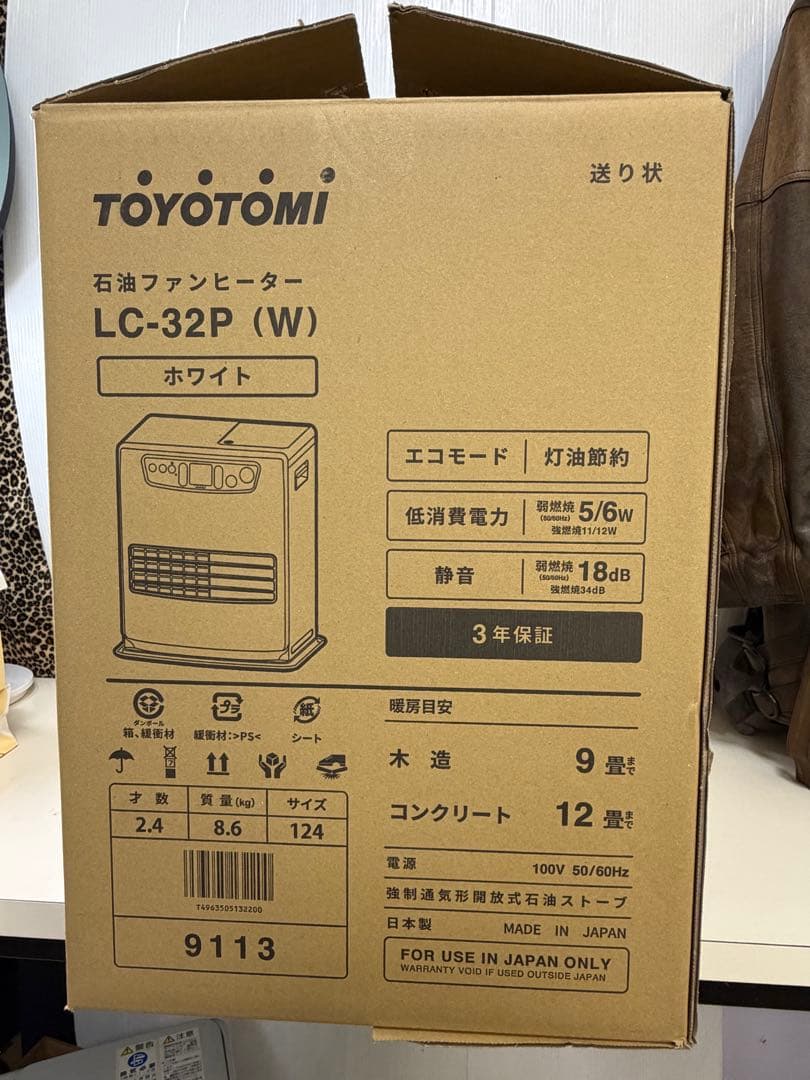 TOYOTOMI
送り状
石油ファンヒーター
LC-32P (W)
ホワイト
エコモード 灯油節約
低消費電力 弱燃焼 (50/60Hz) 5/6W
強燃焼11/12W
静音 弱燃焼 (50/60Hz) 18dB
強燃焼34dB
3年保証
ダンボール
箱、緩衝材
プラ
緩衝材:>PS<
紙
シート
才数 質量(kg) サイズ
2.4 8.6 124
T4963505132200
9113
暖房目安
木造 9畳まで
コンクリート 12畳まで
電源 100V 50/60Hz
強制通気形開放式石油ストーブ
日本製 MADE IN JAPAN
FOR USE IN JAPAN ONLY
WARRANTY VOID IF USED OUTSIDE JAPAN
警告 注意